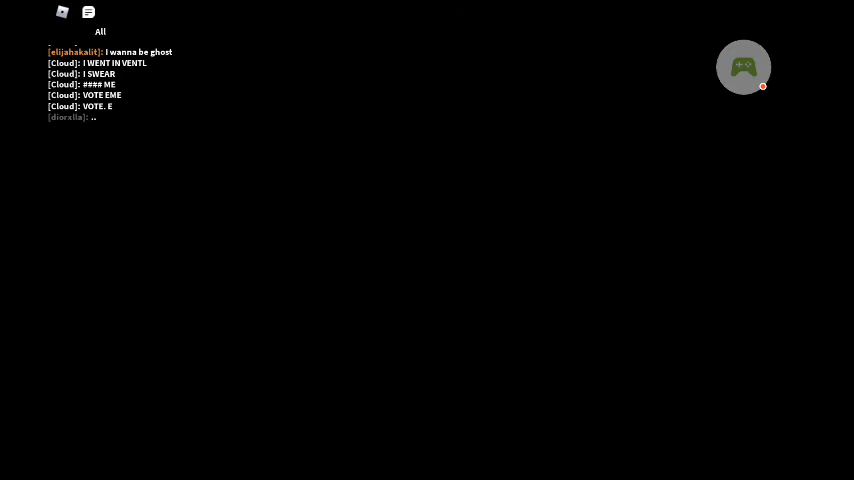 All
[elijahakalit]: I wanna be ghost
[Cloud]: I WENT IN VENTL
[Cloud]: I SWEAR
[Cloud]: #### ME
[Cloud]: VOTE EME
[Cloud]: VOTE. E
[diorxlla]: ..